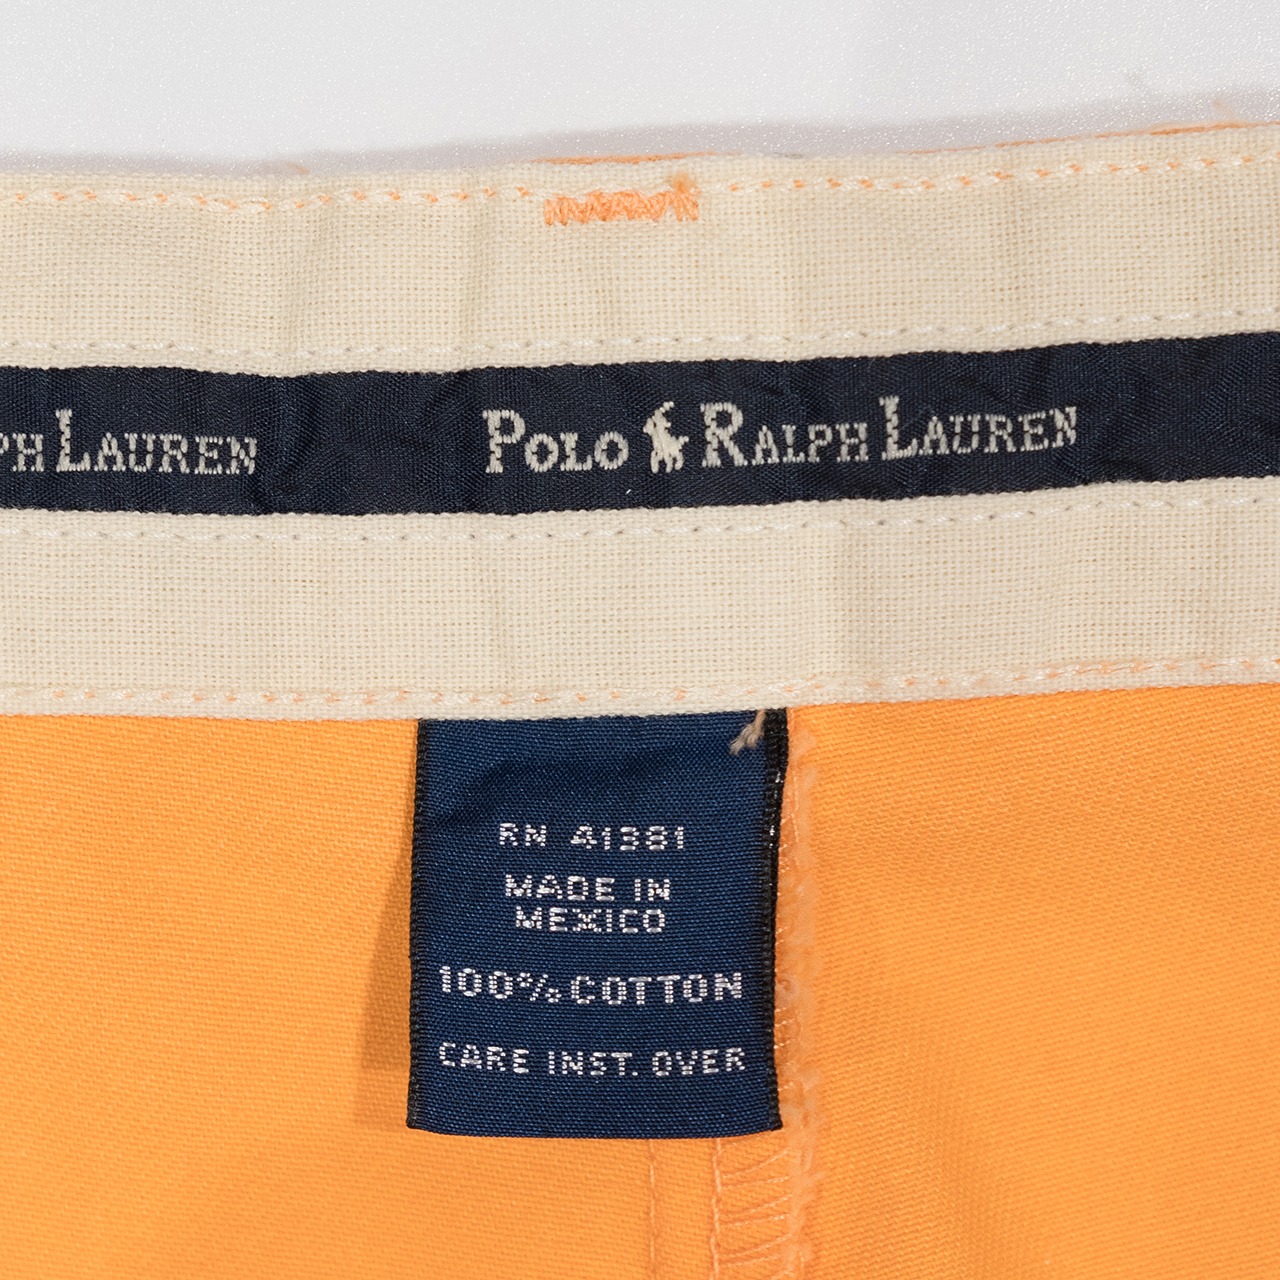 PH LAUREN POLO RALPH LAUREN
RN 41381
MADE IN
MEXICO
100% COTTON
CARE INST. OVER